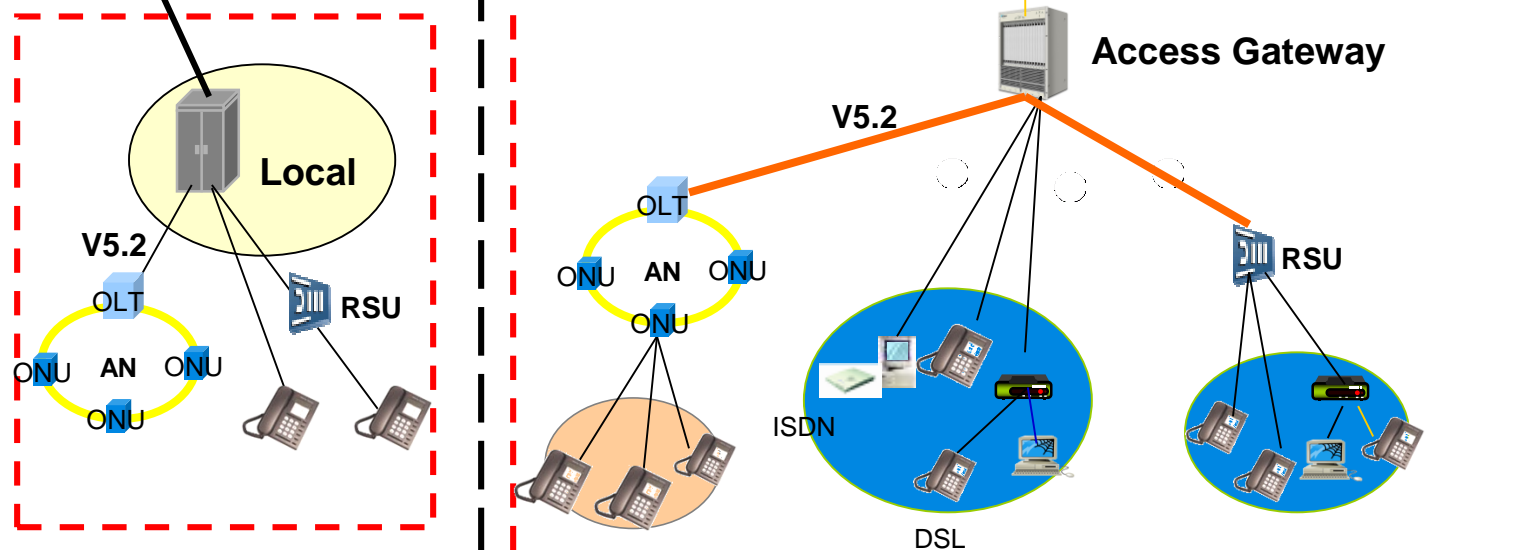 Access Gateway
V5.2
Local
V5.2
OLT
ONU
AN
ONU
ONU
RSU
OLT
ONU
AN
ONU
ONU
RSU
ISDN
DSL